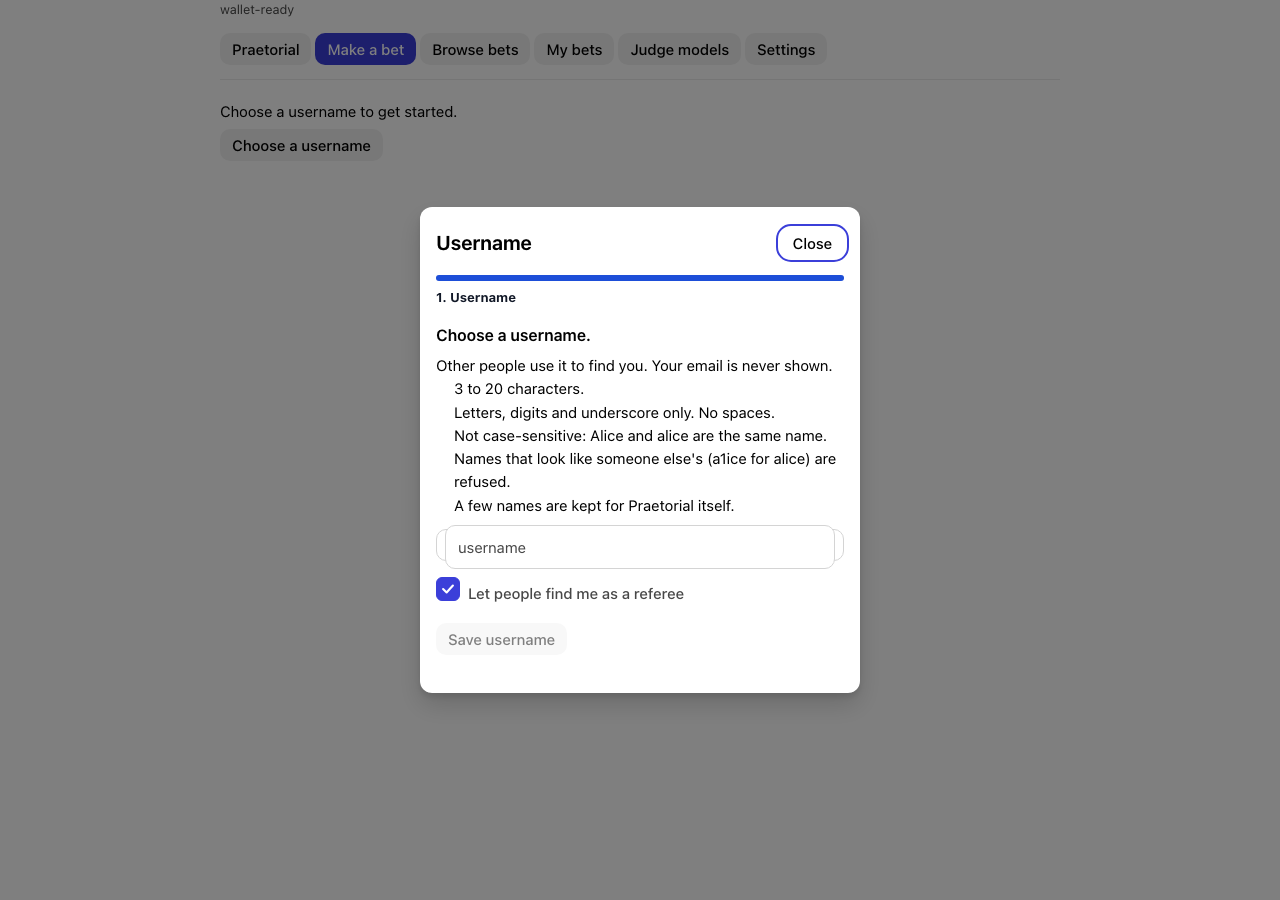 wallet-ready
Praetorial Make a bet Browse bets My bets Judge models Settings
Choose a username to get started.
Choose a username
Username Close
1. Username
Choose a username.
Other people use it to find you. Your email is never shown.
3 to 20 characters.
Letters, digits and underscore only. No spaces.
Not case-sensitive: Alice and alice are the same name.
Names that look like someone else's (a1ice for alice) are
refused.
A few names are kept for Praetorial itself.
username
Let people find me as a referee
Save username